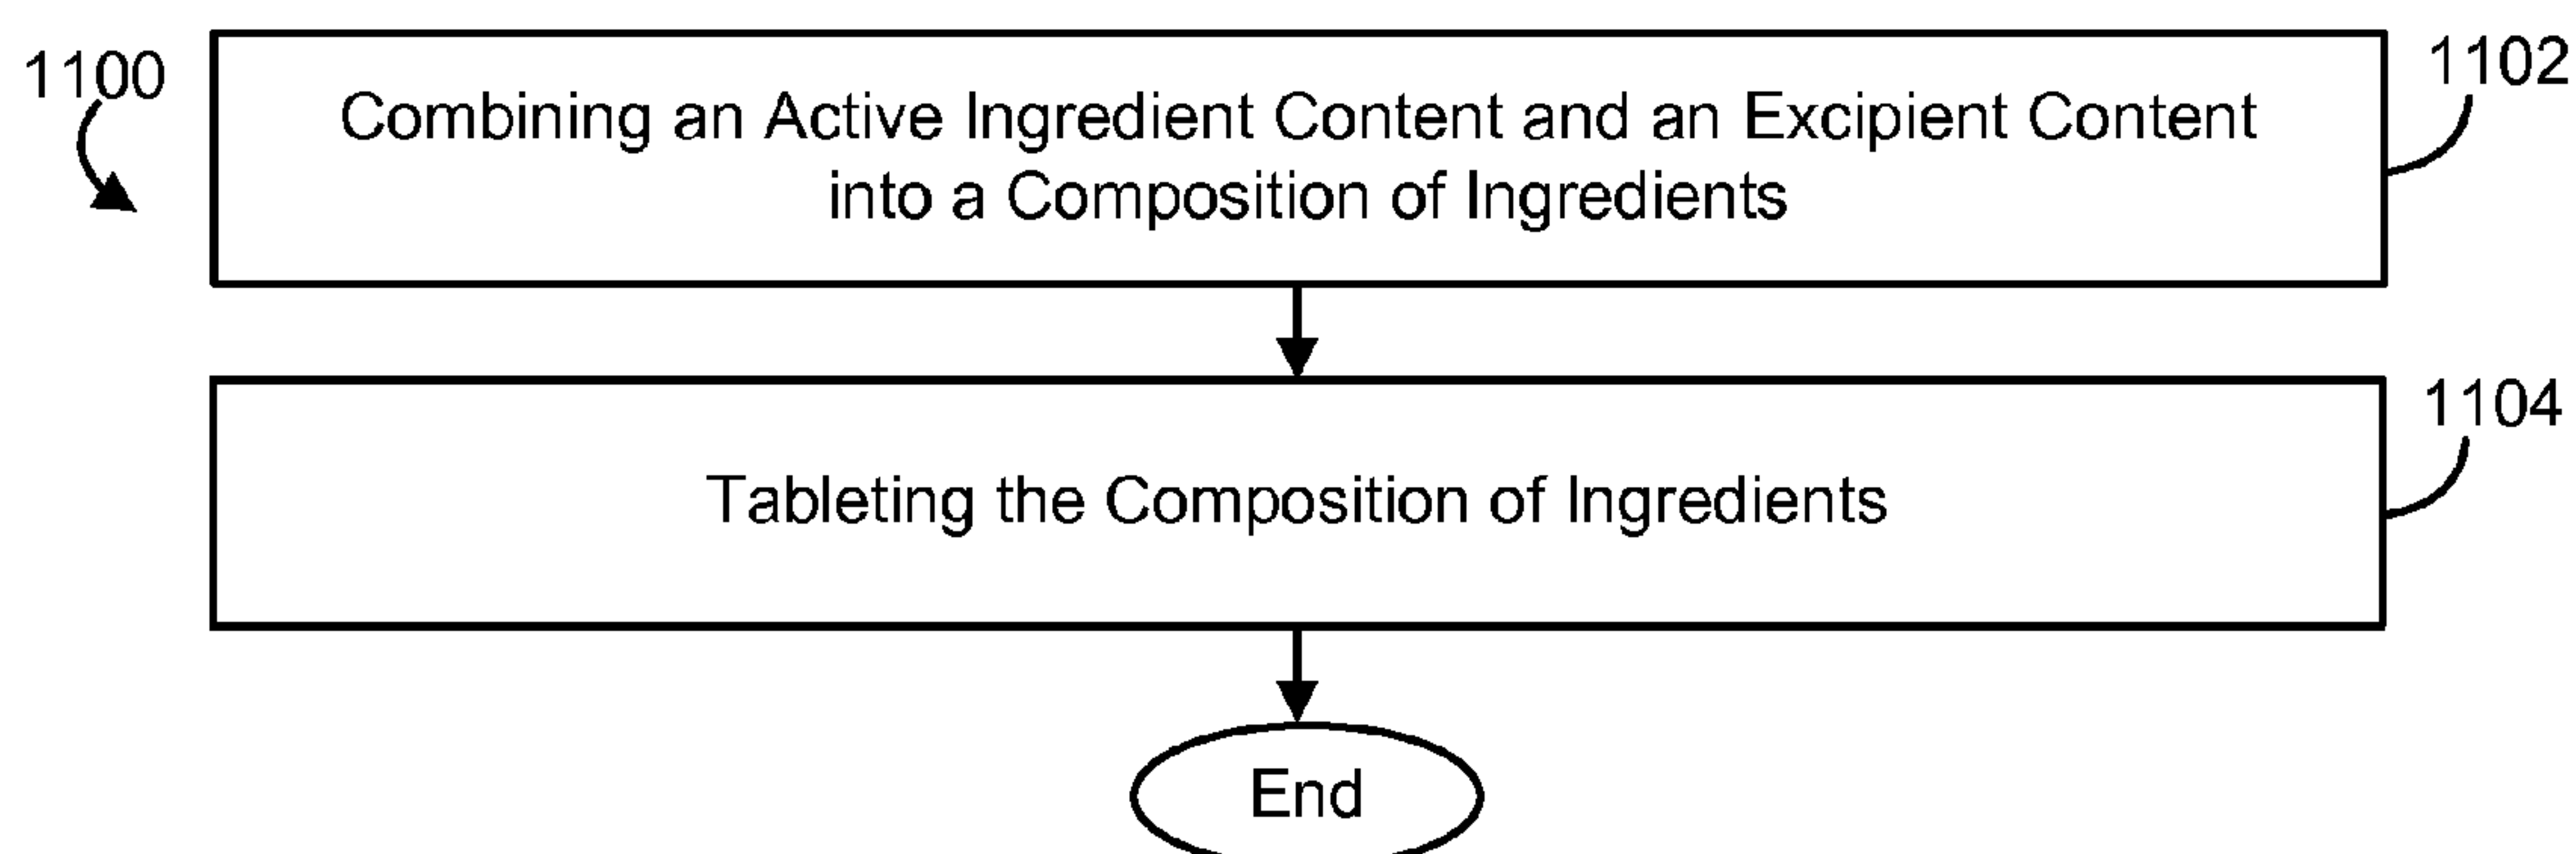 1100
1102
Combining an Active Ingredient Content and an Excipient Content
into a Composition of Ingredients
1104
Tableting the Composition of Ingredients
End